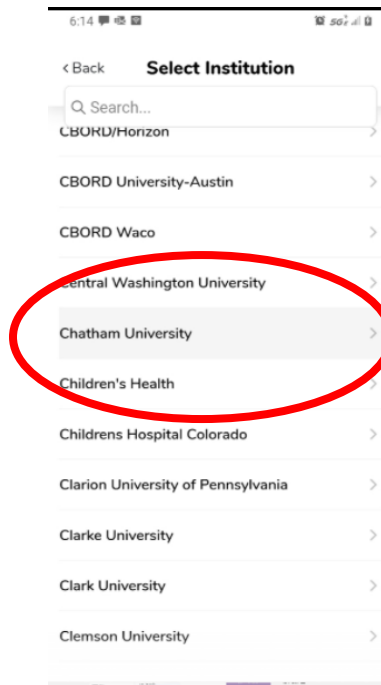 6:14
5G
< Back Select Institution
Search...
CBORD/Horizon
CBORD University-Austin
CBORD Waco
Central Washington University
Chatham University
Children's Health
Childrens Hospital Colorado
Clarion University of Pennsylvania
Clarke University
Clark University
Clemson University